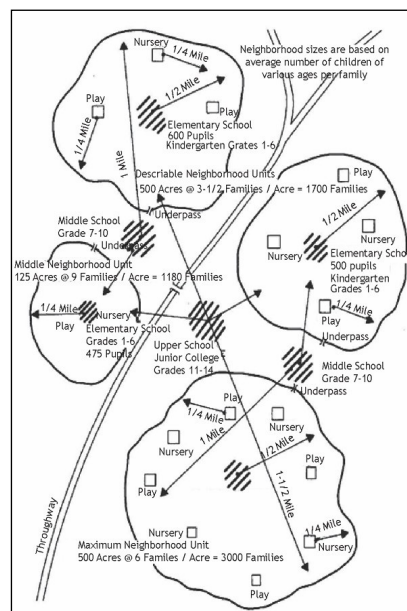 Nursery
1/4 Mile
Neighborhood sizes are based on
average number of children of
various ages per family
1/2 Mile
Play
Play
1/4 Mile
Elementary School
600 Pupils
Kindergarten Grates 1-6
1 Mile
Describable Neighborhood Units
500 Acres @ 3-1/2 Families / Acre = 1700 Families
Underpass
Middle School
Grade 7-10
Underpass
Middle Neighborhood Unit
125 Acres @ 9 Families / Acre = 1180 Families
Play
1/2 Mile
Nursery
Nursery
Elementary School
500 pupils
Kindergarten
Grades 1-6
Play
1/4 Mile
Underpass
1/4 Mile
Nursery
Play
Elementary School
Grades 1-6
475 Pupils
Upper School
Junior College
Grades 11-14
Middle School
Grade 7-10
Underpass
1/4 Mile
Play
Nursery
1 Mile
1/2 Mile
Play
Play
1-1/2 Mile
Nursery
1/4 Mile
Nursery
Maximum Neighborhood Unit
500 Acres @ 6 Familes / Acre = 3000 Families
Play
Throughway